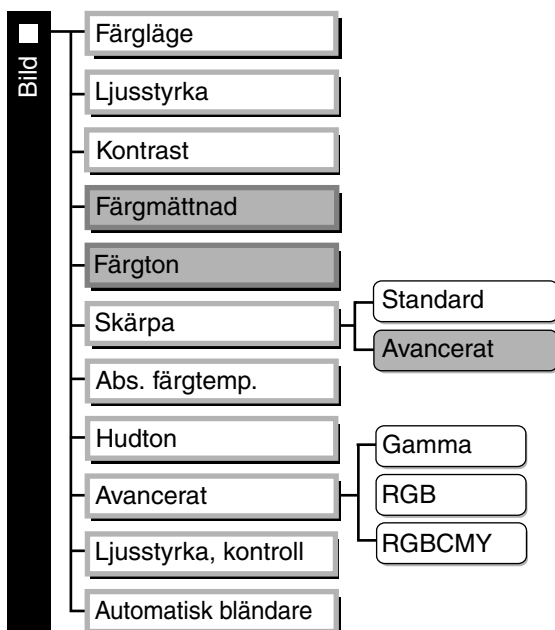 Bild
Färgläge
Ljusstyrka
Kontrast
Färgmättnad
Färgton
Skärpa
Standard
Avancerat
Abs. färgtemp.
Hudton
Avancerat
Gamma
RGB
RGBCMY
Ljusstyrka, kontroll
Automatisk bländare